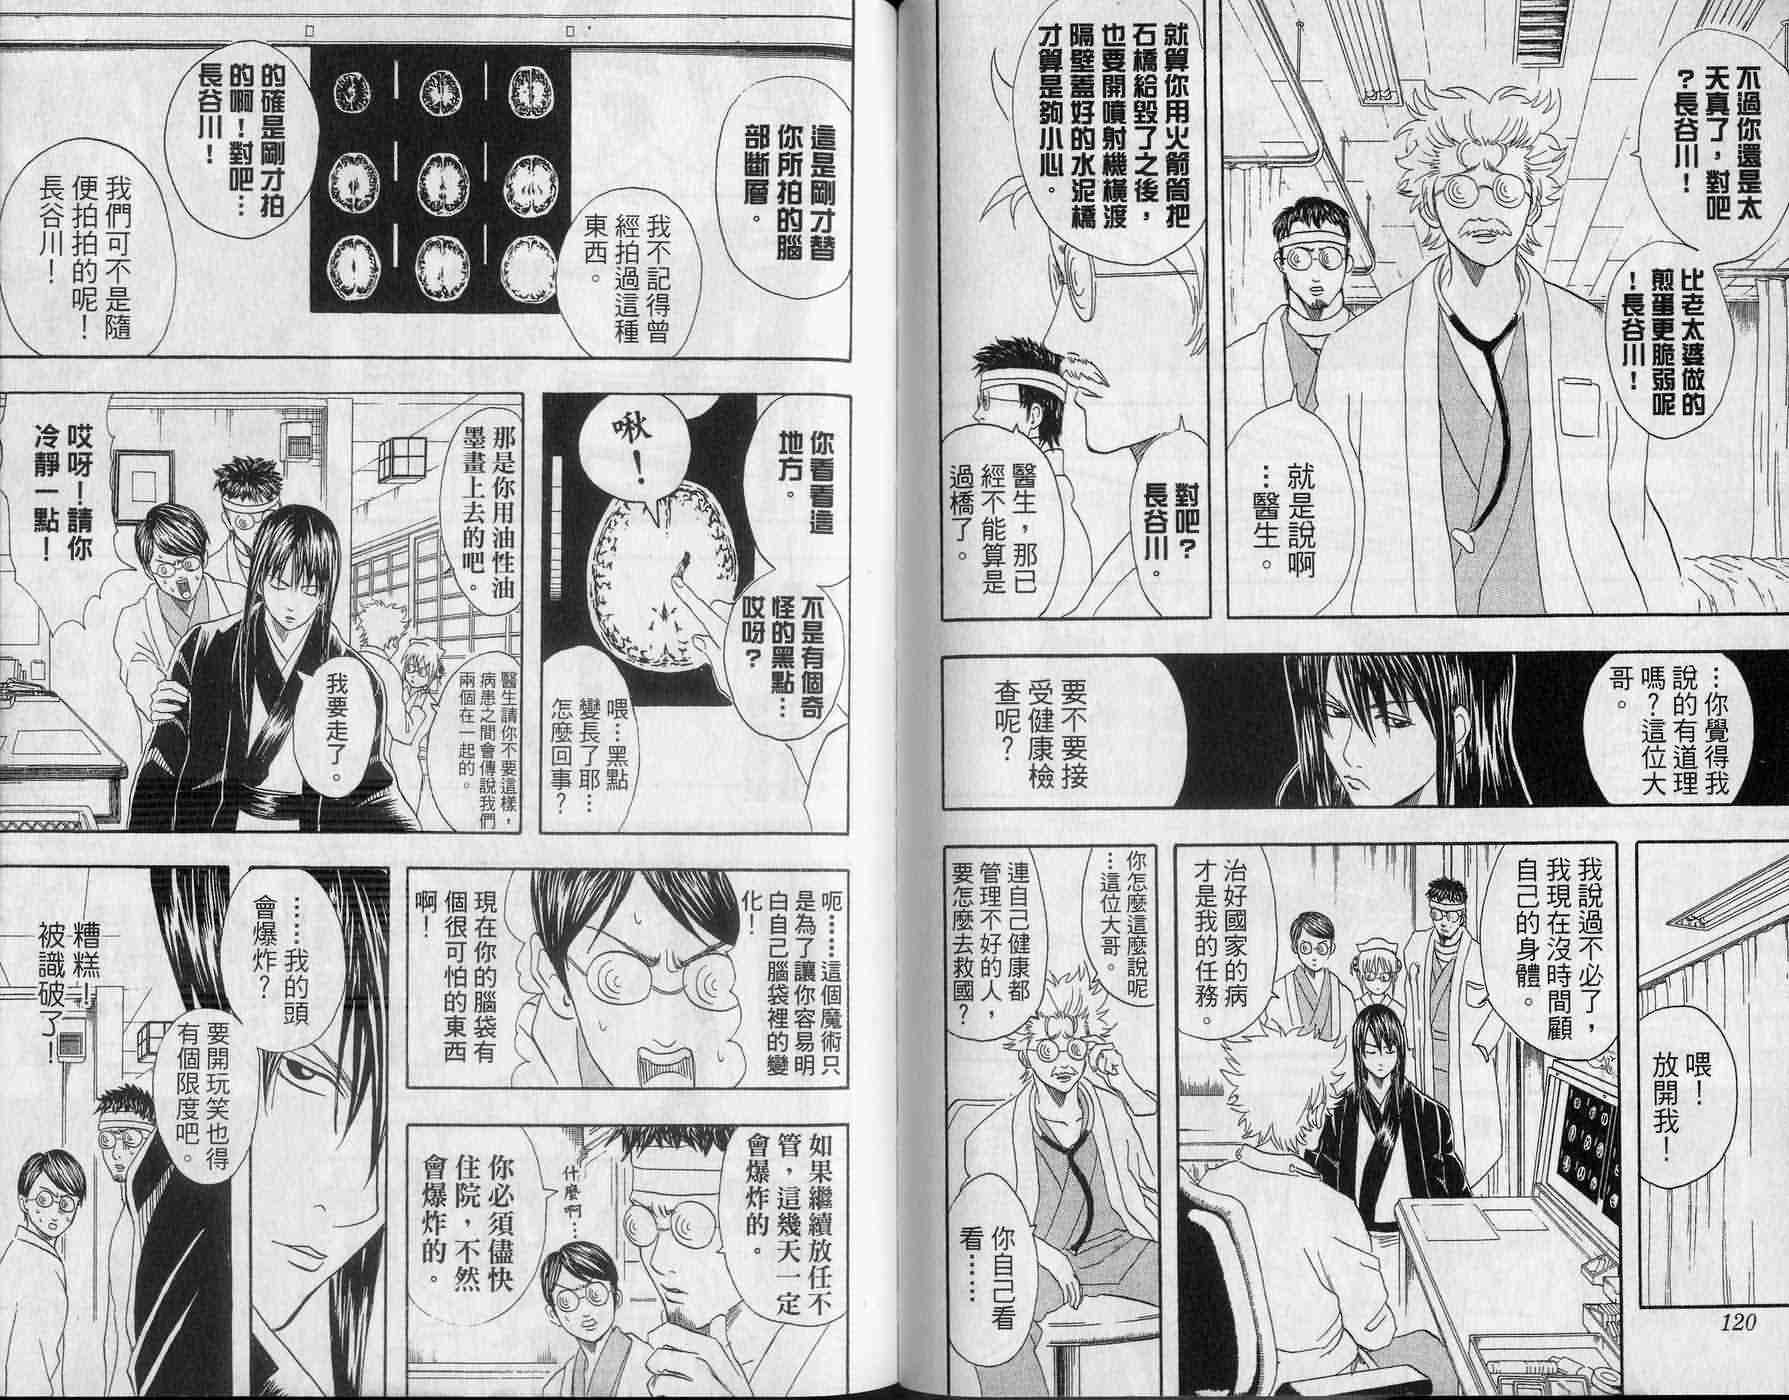 不過你還是太
天真了，對吧
？長谷川！
比老太婆做的
煎蛋更脆弱呢
！長谷川！
就是說啊
…醫生。
就算你用火箭筒把
石橋給毀了之後，
也要開噴射機橫渡
隔壁蓋好的水泥橋
才算是夠小心。
對吧？
長谷川。
醫生，那已
經不能算是
過橋了。
…你覺得我
說的有道理
嗎？這位大
哥。
要不要接
受健康檢
查呢？
喂！
放開我！
我說過不必了，
我現在沒時間顧
自己的身體。
治好國家的病
才是我的任務。
你怎麼這麼說呢
…這位大哥。
連自己健康都
管理不好的人，
要怎麼去救國？
你自己看
看……
120
這是剛才替
你所拍的腦
部斷層。
我不記得曾
經拍過這種
東西。
的確是剛才拍
的啊！對吧…
長谷川！
我們可不是隨
便拍拍的呢！
長谷川！
你看看這
地方。
不是有個奇
怪的黑點…
哎呀？
啾！
喂…黑點
變長了耶…
怎麼回事？
那是你用油性油
墨畫上去的吧。
醫生請你不要這樣，
病患之間會傳說我們
兩個在一起的。
我要走了。
哎呀！請你
冷靜一點！
呃……這個魔術只
是為了讓你容易明
白自己腦袋裡的變
化！
現在你的腦袋有
個很可怕的東西
啊！
如果繼續放任不
管，這幾天一定
會爆炸的。
什麼啊…
你必須儘快
住院，不然
會爆炸的。
……我的頭
會爆炸？
要開玩笑也得
有個限度吧。
糟糕！
被識破了！